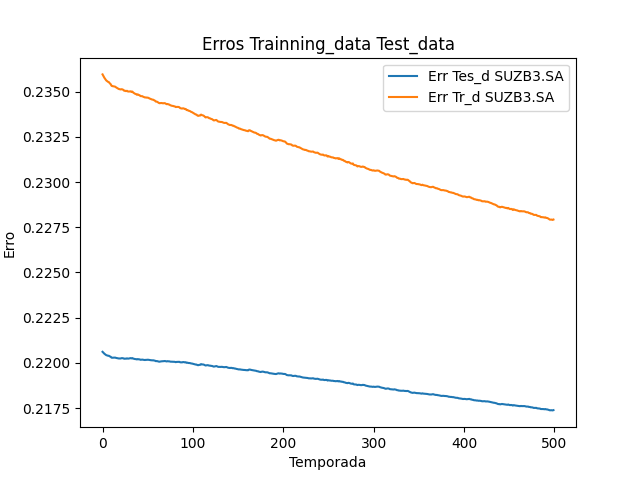 Erros Trainning_data Test_data
Err Tes_d SUZB3.SA
Err Tr_d SUZB3.SA
Erro
0.2350
0.2325
0.2300
0.2275
0.2250
0.2225
0.2200
0.2175
0 100 200 300 400 500
Temporada